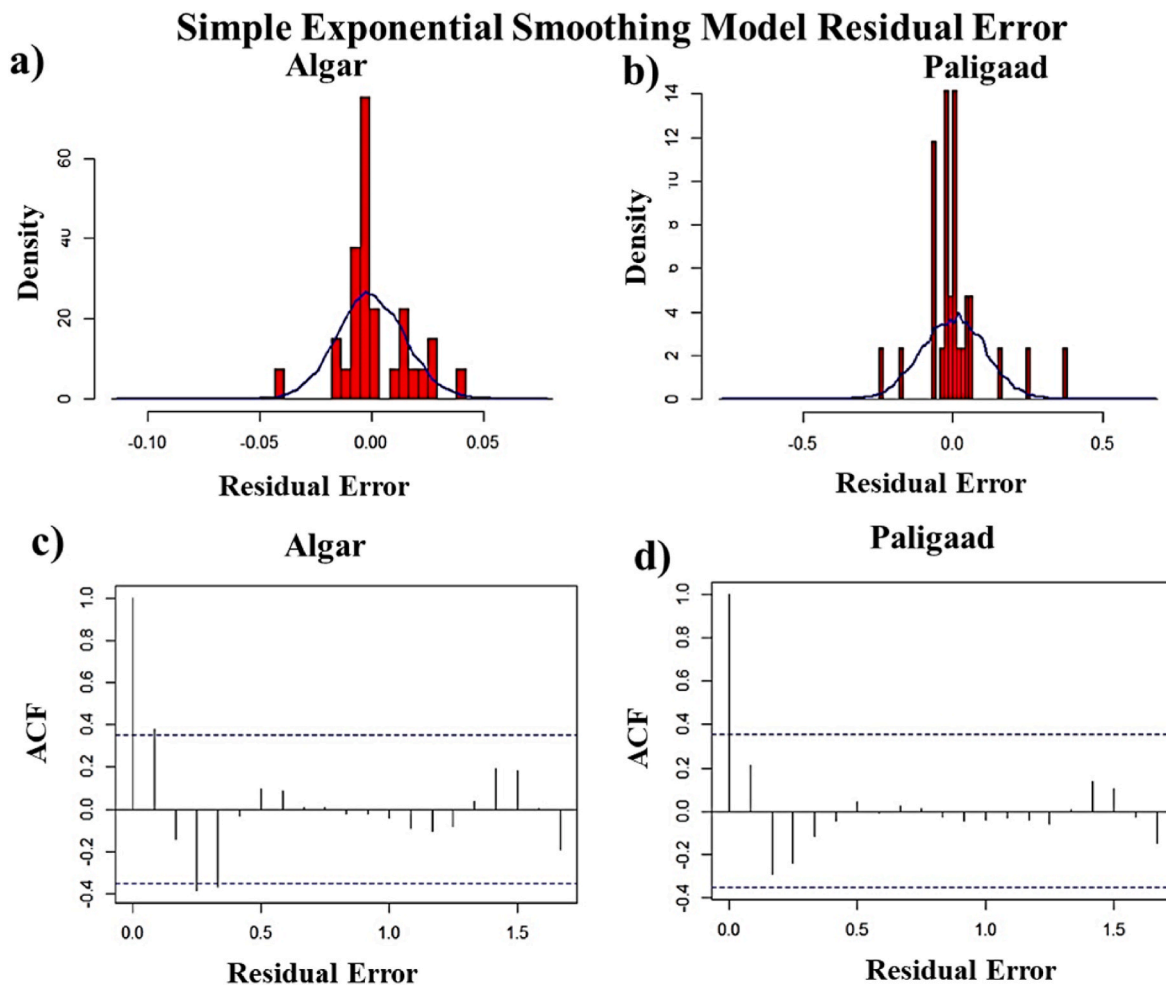 Simple Exponential Smoothing Model Residual Error
a)
Algar
b)
Paligaad
Density
0 20 40 60
-0.10 -0.05 0.00 0.05
Residual Error
Density
0 2 4 6 8 10 12 14
-0.5 0.0 0.5
Residual Error
c)
Algar
d)
Paligaad
ACF
-0.4 -0.2 0.0 0.2 0.4 0.6 0.8 1.0
0.0 0.5 1.0 1.5
Residual Error
ACF
-0.4 -0.2 0.0 0.2 0.4 0.6 0.8 1.0
0.0 0.5 1.0 1.5
Residual Error